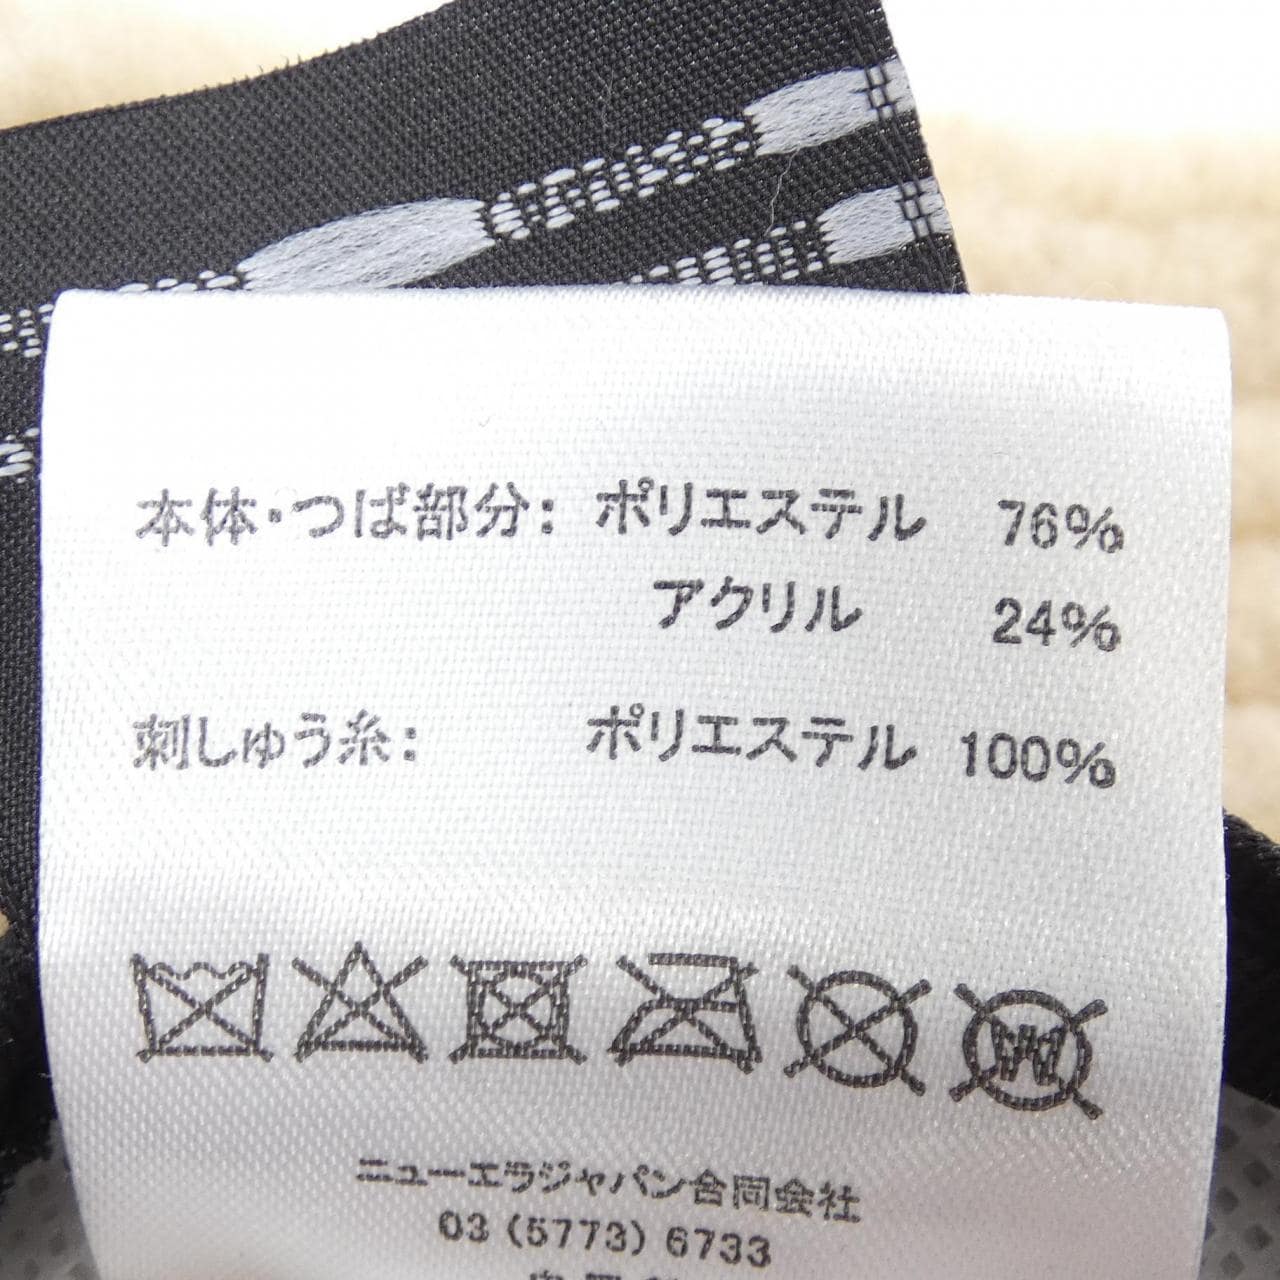 本体・つば部分: ポリエステル 76%
アクリル 24%
刺しゅう糸: ポリエステル 100%
ニューエラジャパン合同会社
03 (5773) 6733